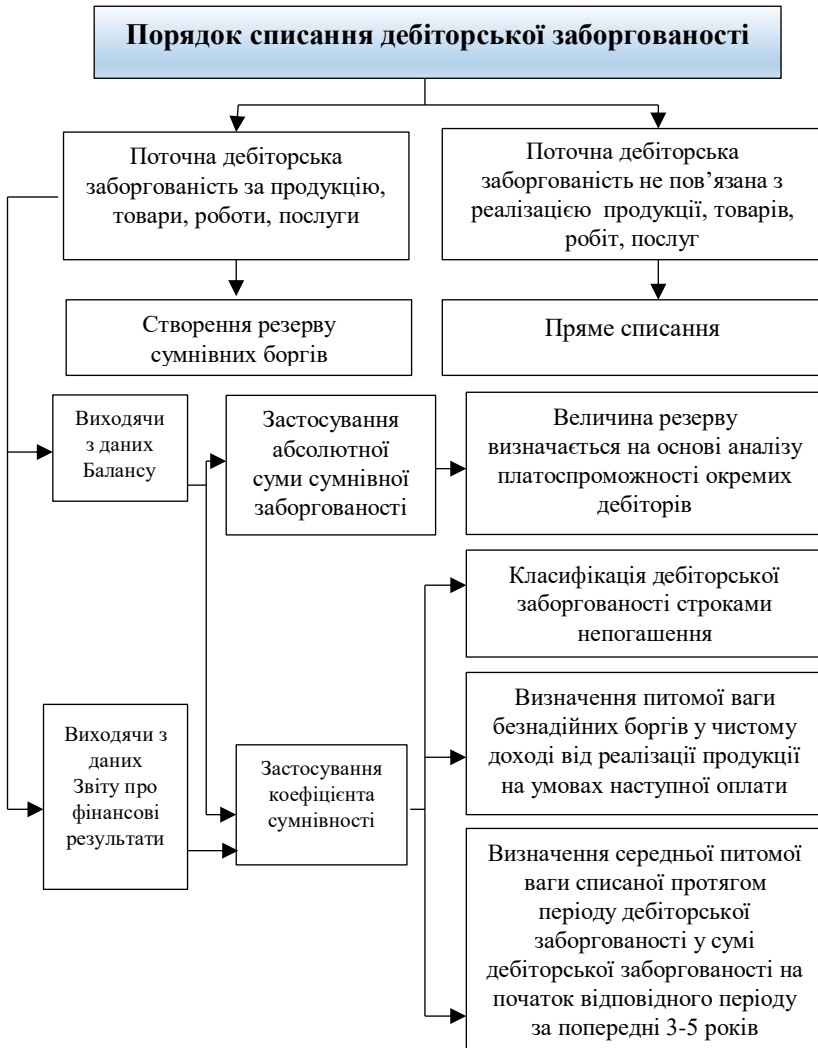 Порядок списання дебіторської заборгованості
Поточна дебіторська
заборгованість за продукцію,
товари, роботи, послуги
Поточна дебіторська
заборгованість не пов’язана з
реалізацією продукції, товарів,
робіт, послуг
Створення резерву
сумнівних боргів
Пряме списання
Виходячи
з даних
Балансу
Застосування
абсолютної
суми сумнівної
заборгованості
Величина резерву
визначається на основі аналізу
платоспроможності окремих
дебіторів
Класифікація дебіторської
заборгованості строками
непогашення
Визначення питомої ваги
безнадійних боргів у чистому
доході від реалізації продукції
на умовах наступної оплати
Виходячи з
даних
Звіту про
фінансові
результати
Застосування
коефіцієнта
сумнівності
Визначення середньої питомої
ваги списаної протягом
періоду дебіторської
заборгованості у сумі
дебіторської заборгованості на
початок відповідного періоду
за попередні 3-5 років